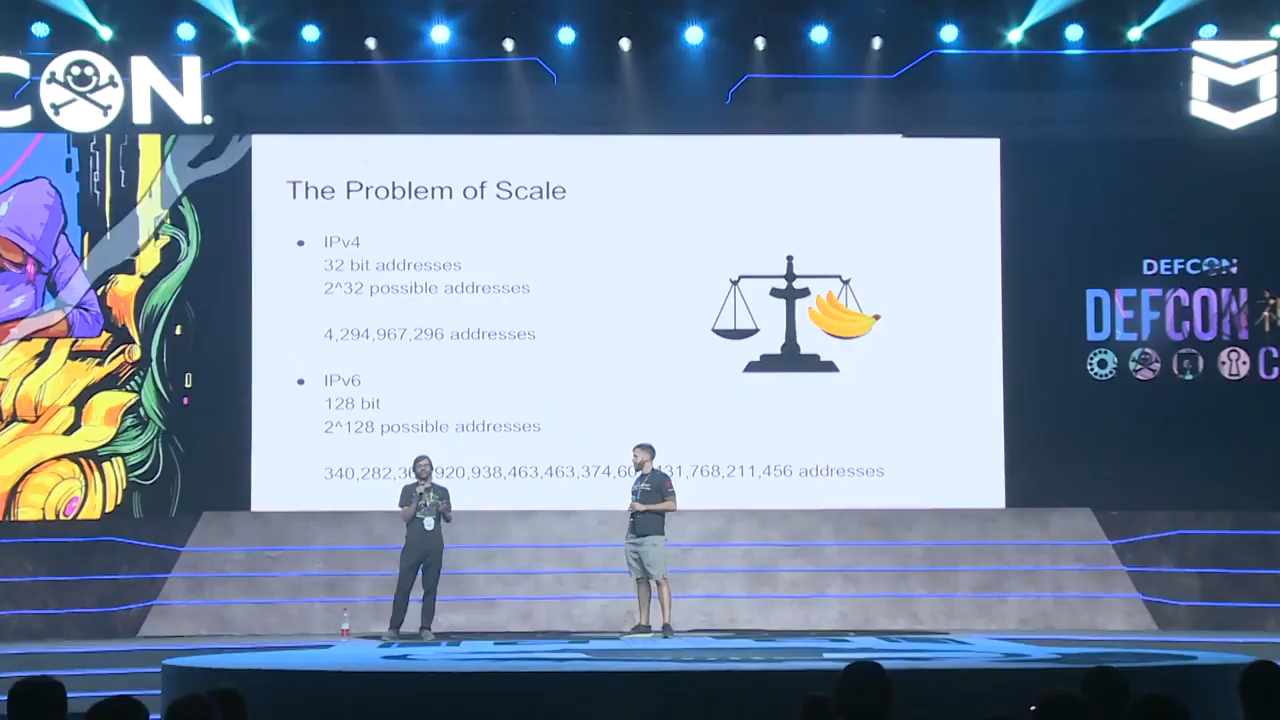 CON.
The Problem of Scale
IPv4
32 bit addresses
2^32 possible addresses
4,294,967,296 addresses
IPv6
128 bit
2^128 possible addresses
340,282,3 920,938,463,463,374,60 431,768,211,456 addresses
DEFCON
DEFCON
C